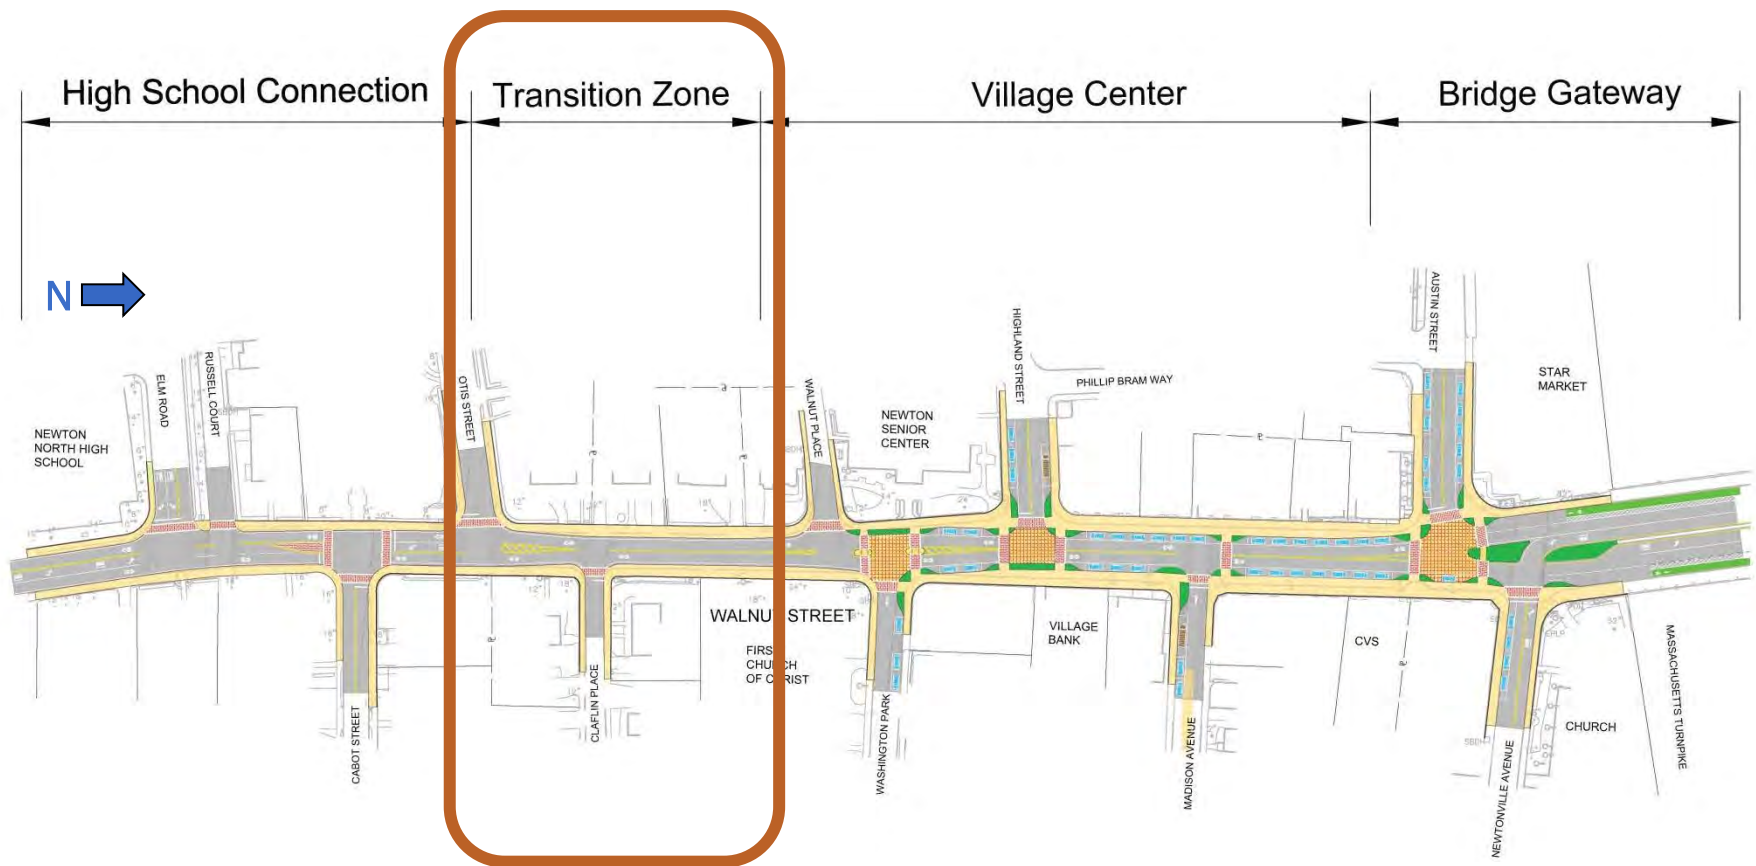 High School Connection
Transition Zone
Village Center
Bridge Gateway
N
NEWTON
NORTH HIGH
SCHOOL
ELM ROAD
RUSSELL COURT
OTIS STREET
WALNUT PLACE
NEWTON
SENIOR
CENTER
HIGHLAND STREET
PHILLIP BRAM WAY
AUSTIN STREET
STAR
MARKET
CABOT STREET
CLAFLIN PLACE
WALNUT STREET
FIRST
CHURCH
OF CHRIST
WASHINGTON PARK
VILLAGE
BANK
MADISON AVENUE
CVS
NEWTONVILLE AVENUE
CHURCH
MASSACHUSETTS TURNPIKE